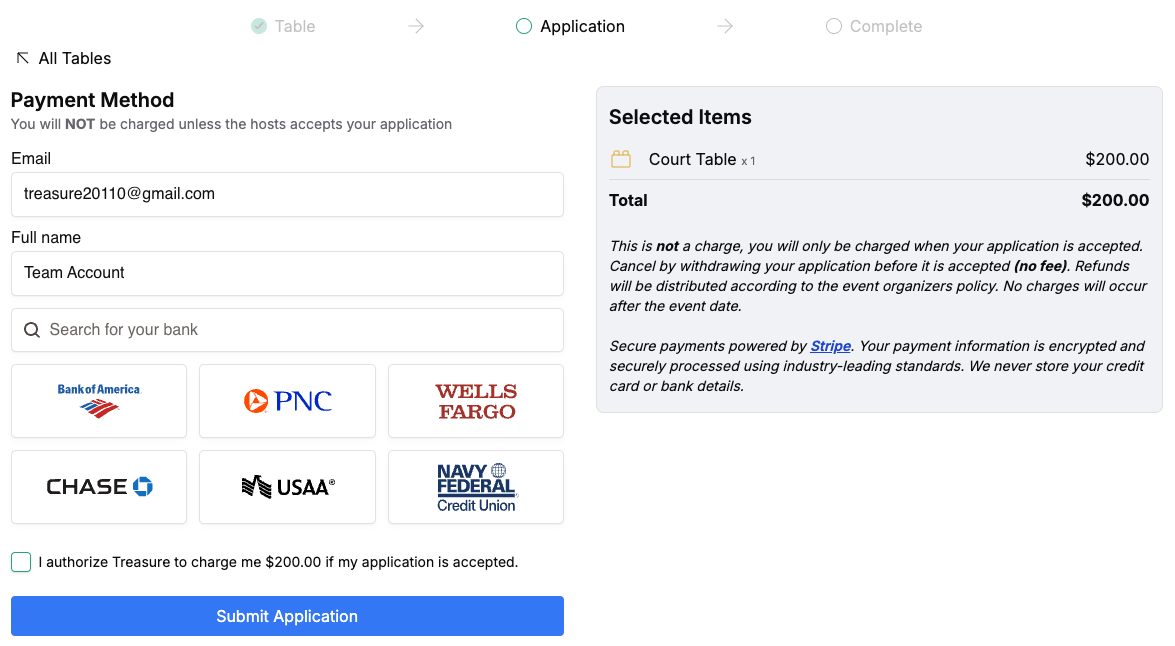 Table
Application
Complete
All Tables
Payment Method
You will NOT be charged unless the hosts accepts your application
Email
treasure20110@gmail.com
Full name
Team Account
Search for your bank
Bank of America
PNC
WELLS
FARGO
CHASE
USAA®
NAVY
FEDERAL
Credit Union
I authorize Treasure to charge me $200.00 if my application is accepted.
Submit Application
Selected Items
Court Table x 1 $200.00
Total $200.00
This is not a charge, you will only be charged when your application is accepted.
Cancel by withdrawing your application before it is accepted (no fee). Refunds
will be distributed according to the event organizers policy. No charges will occur
after the event date.
Secure payments powered by Stripe. Your payment information is encrypted and
securely processed using industry-leading standards. We never store your credit
card or bank details.